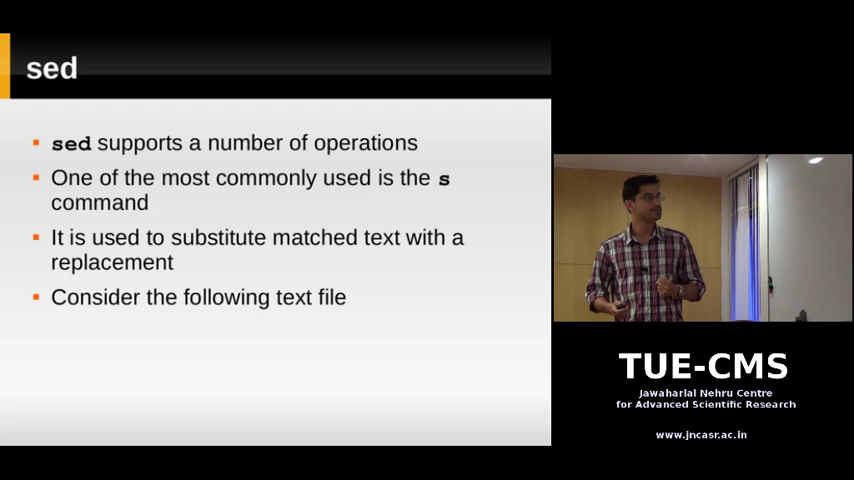 sed
sed supports a number of operations
One of the most commonly used is the s
command
It is used to substitute matched text with a
replacement
Consider the following text file
TUE-CMS
Jawaharlal Nehru Centre
for Advanced Scientific Research
www.jncasr.ac.in